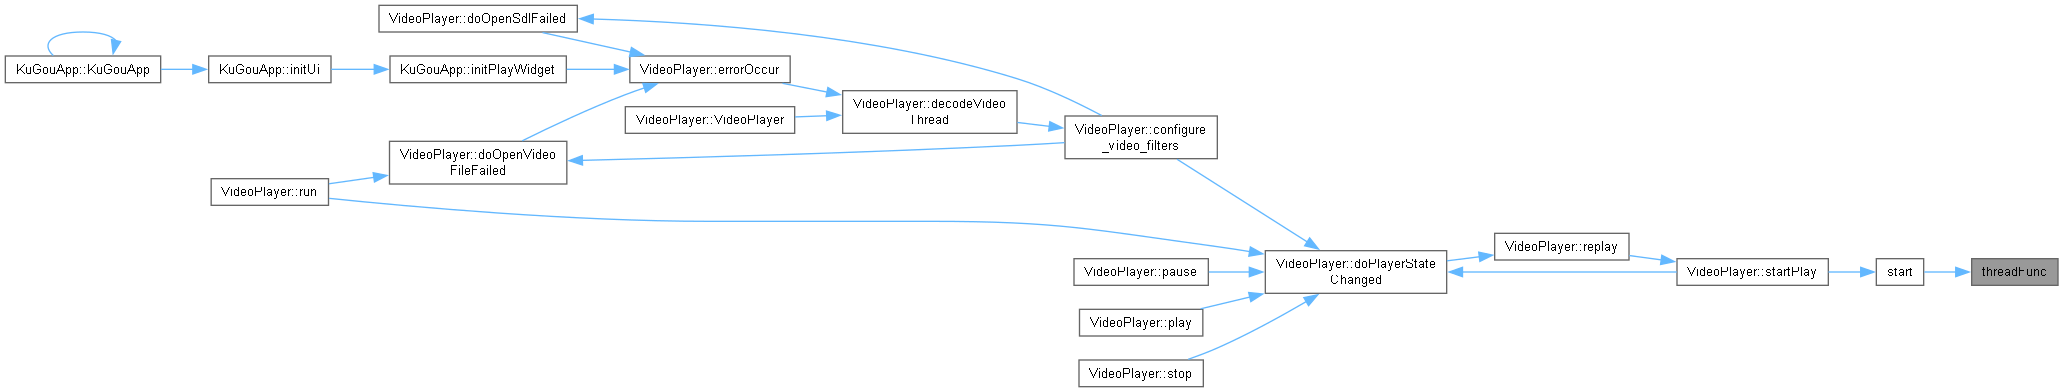 VideoPlayer::doOpenSdlFailed
KuGouApp::KuGouApp
KuGouApp::initUi
KuGouApp::initPlayWidget
VideoPlayer::errorOccur
VideoPlayer::decodeVideo
Thread
VideoPlayer::VideoPlayer
VideoPlayer::configure
_video_filters
VideoPlayer::doOpenVideo
FileFailed
VideoPlayer::run
VideoPlayer::replay
VideoPlayer::doPlayerState
Changed
VideoPlayer::pause
VideoPlayer::startPlay
start
threadFunc
VideoPlayer::play
VideoPlayer::stop